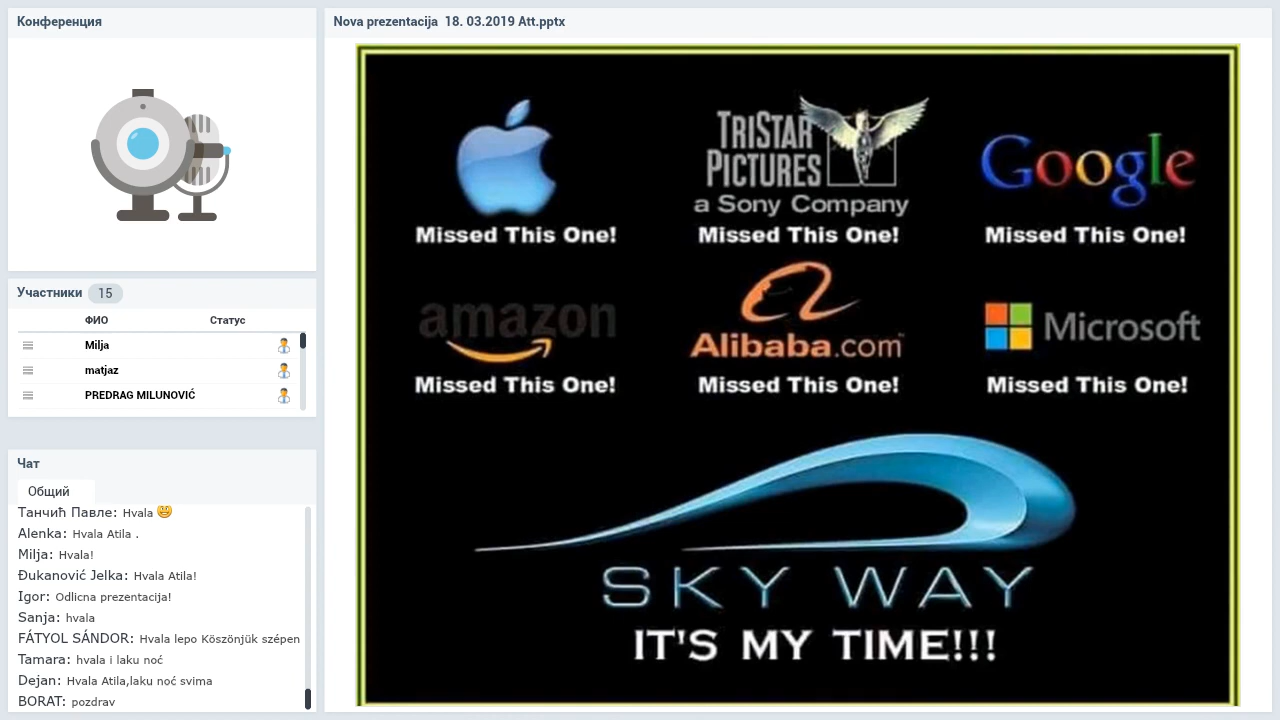 Конференция
Nova prezentacija 18. 03.2019 Att.pptx
TRISTAR
PICTURES
a Sony Company
Google
Missed This One!
Missed This One!
Missed This One!
amazon
Alibaba.com
Microsoft
Missed This One!
Missed This One!
Missed This One!
SKY WAY
IT'S MY TIME!!!
Участники 15
ФИО Статус
Milja
matjaz
PREDRAG MILUNOVIĆ
Чат
Общий
Танчић Павле: Hvala
Alenka: Hvala Atila .
Milja: Hvala!
Đukanović Jelka: Hvala Atila!
Igor: Odlicna prezentacija!
Sanja: hvala
FÁTYOL SÁNDOR: Hvala lepo Köszönjük szépen
Tamara: hvala i laku noć
Dejan: Hvala Atila,laku noć svima
BORAT: pozdrav